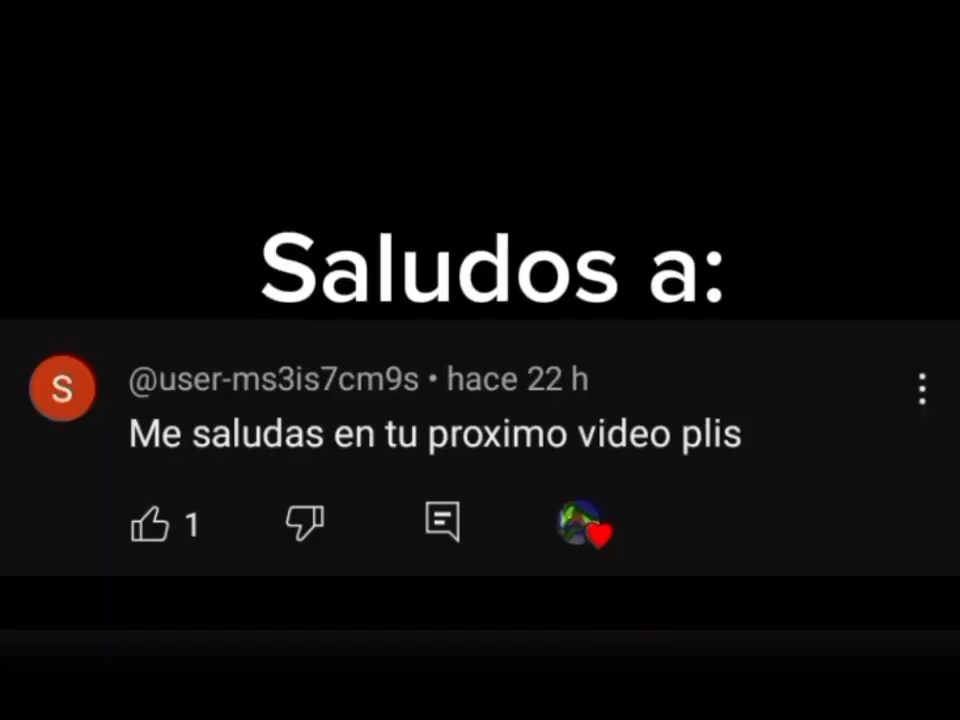 Saludos a:
S
@user-ms3is7cm9s • hace 22 h
Me saludas en tu proximo video plis
1